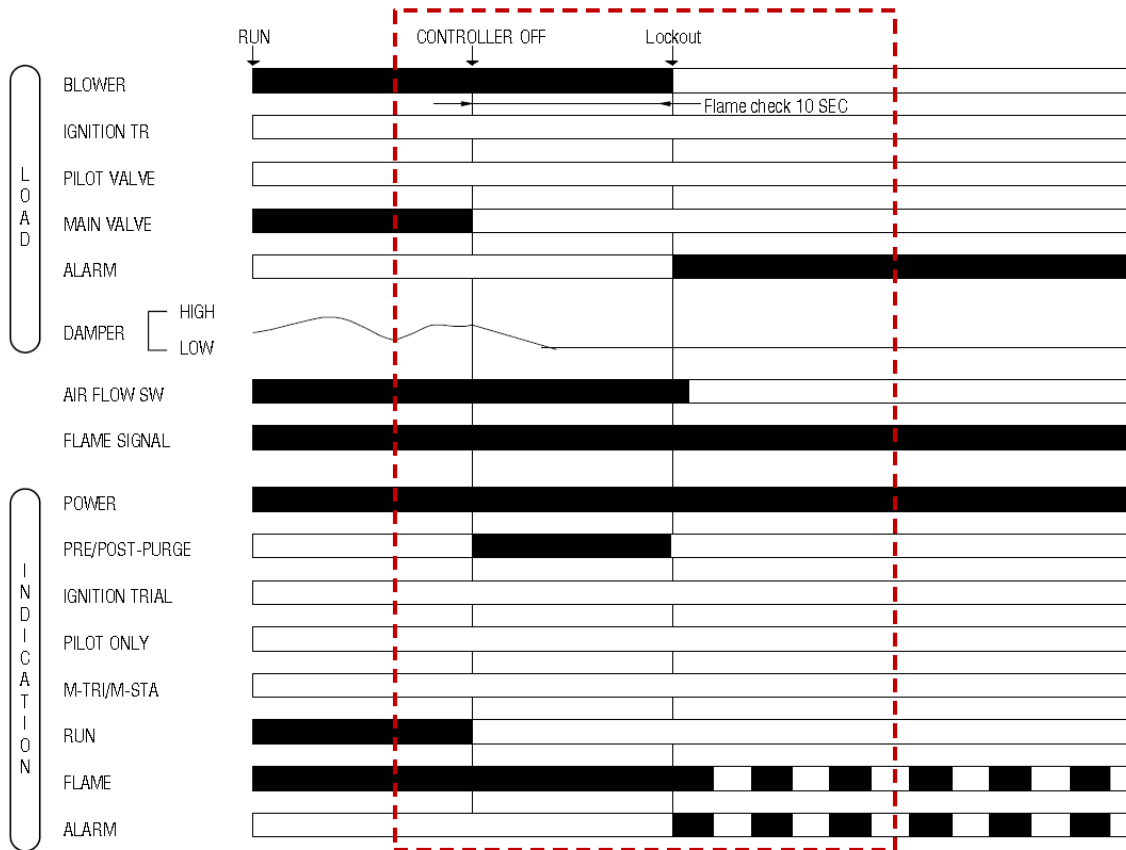 RUN CONTROLLER OFF Lockout
BLOWER
Flame check 10 SEC
IGNITION TR
PILOT VALVE
MAIN VALVE
ALARM
HIGH
DAMPER
LOW
LOAD
AIR FLOW SW
FLAME SIGNAL
POWER
PRE/POST-PURGE
IGNITION TRIAL
PILOT ONLY
M-TRI/M-STA
RUN
FLAME
ALARM
INDICATION